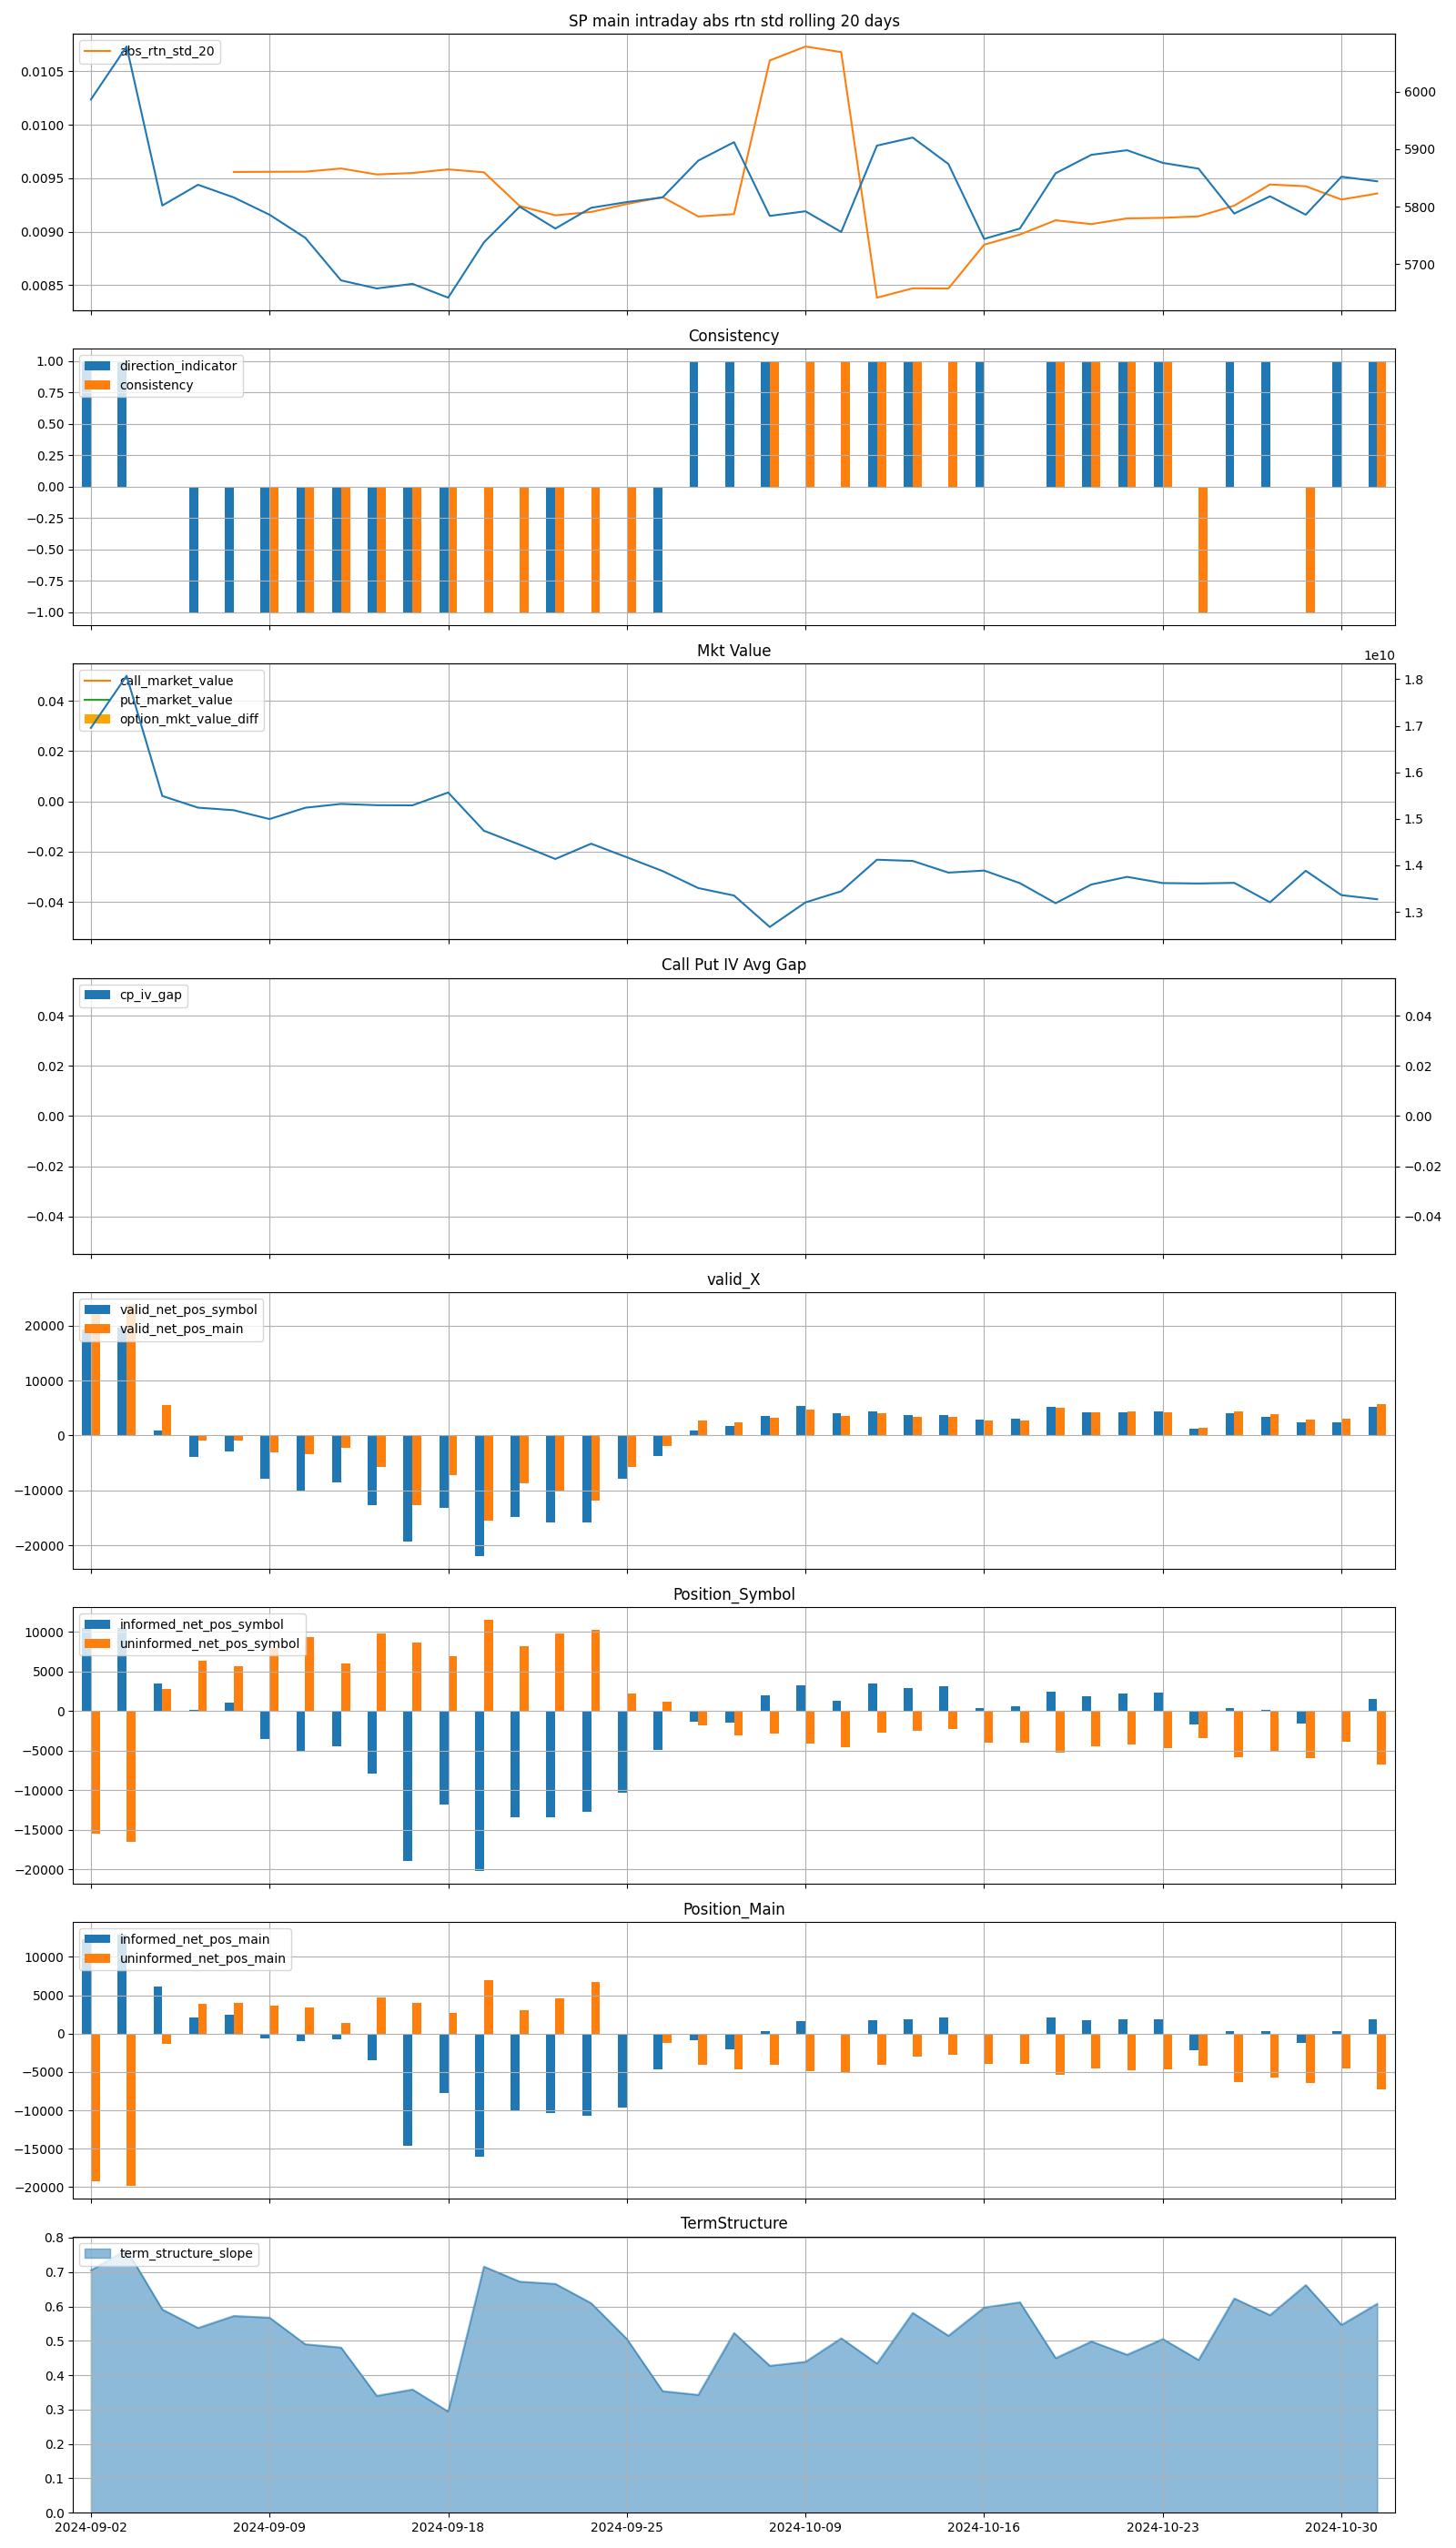 SP main intraday abs rtn std rolling 20 days
abs_rtn_std_20
0.0105
0.0100
0.0095
0.0090
0.0085
6000
5900
5800
5700
Consistency
direction_indicator
consistency
1.00
0.75
0.50
0.25
0.00
−0.25
−0.50
−0.75
−1.00
Mkt Value
1e10
call_market_value
put_market_value
option_mkt_value_diff
0.04
0.02
0.00
−0.02
−0.04
1.8
1.7
1.6
1.5
1.4
1.3
Call Put IV Avg Gap
cp_iv_gap
0.04
0.02
0.00
−0.02
−0.04
0.04
0.02
0.00
−0.02
−0.04
valid_X
valid_net_pos_symbol
valid_net_pos_main
20000
10000
0
−10000
−20000
Position_Symbol
informed_net_pos_symbol
uninformed_net_pos_symbol
10000
5000
0
−5000
−10000
−15000
−20000
Position_Main
informed_net_pos_main
uninformed_net_pos_main
10000
5000
0
−5000
−10000
−15000
−20000
TermStructure
term_structure_slope
0.8
0.7
0.6
0.5
0.4
0.3
0.2
0.1
0.0
2024-09-02 2024-09-09 2024-09-18 2024-09-25 2024-10-09 2024-10-16 2024-10-23 2024-10-30